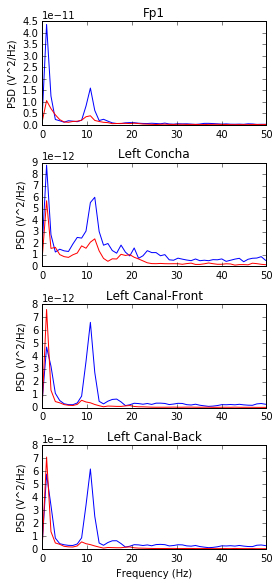 Fp1
1e−11
4.5
4.0
3.5
3.0
2.5
2.0
1.5
1.0
0.5
0.0
PSD (V^2/Hz)
0 10 20 30 40 50
Left Concha
1e−12
9
8
7
6
5
4
3
2
1
0
PSD (V^2/Hz)
0 10 20 30 40 50
Left Canal-Front
1e−12
8
7
6
5
4
3
2
1
0
PSD (V^2/Hz)
0 10 20 30 40 50
Left Canal-Back
1e−12
8
7
6
5
4
3
2
1
0
PSD (V^2/Hz)
0 10 20 30 40 50
Frequency (Hz)